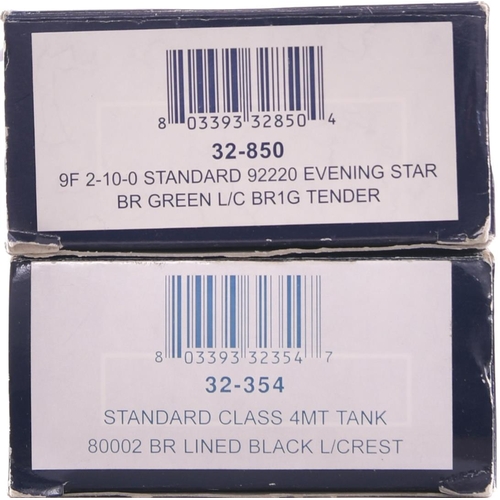 8 03393 32850 4
32-850
9F 2-10-0 STANDARD 92220 EVENING STAR
BR GREEN L/C BR1G TENDER
8 03393 32354 7
32-354
STANDARD CLASS 4MT TANK
80002 BR LINED BLACK L/CREST